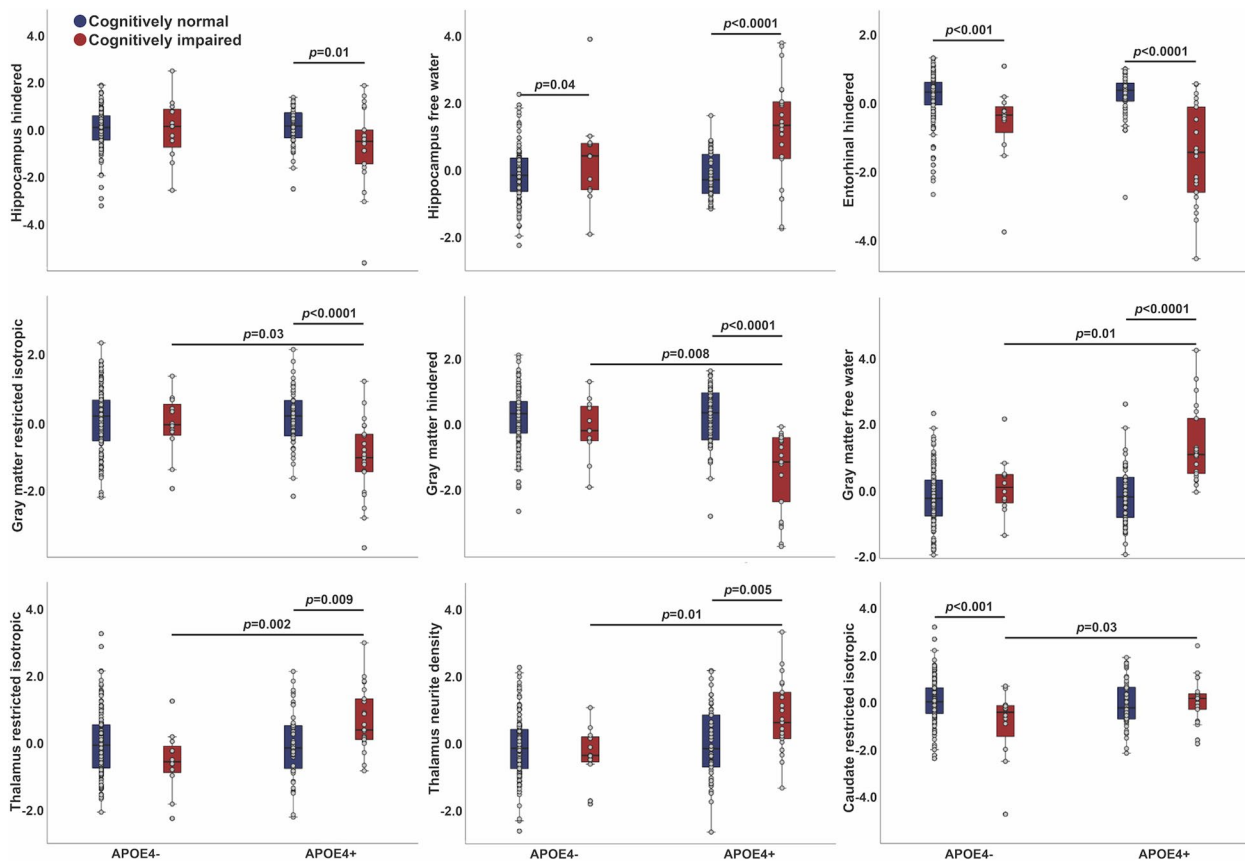 Cognitively normal
Cognitively impaired
Hippocampus hindered
4.0
2.0
0.0
-2.0
-4.0
p=0.01
Hippocampus free water
4.0
2.0
0.0
-2.0
p=0.04
p<0.0001
Entorhinal hindered
2.0
0.0
-2.0
-4.0
p<0.001
p<0.0001
Gray matter restricted isotropic
2.0
0.0
-2.0
p=0.03
p<0.0001
Gray matter hindered
2.0
0.0
-2.0
p=0.008
p<0.0001
Gray matter free water
4.0
2.0
0.0
-2.0
p=0.01
p<0.0001
Thalamus restricted isotropic
4.0
2.0
0.0
-2.0
p=0.002
p=0.009
APOE4-
APOE4+
Thalamus neurite density
4.0
2.0
0.0
-2.0
p=0.01
p=0.005
APOE4-
APOE4+
Caudate restricted isotropic
4.0
2.0
0.0
-2.0
-4.0
p<0.001
p=0.03
APOE4-
APOE4+